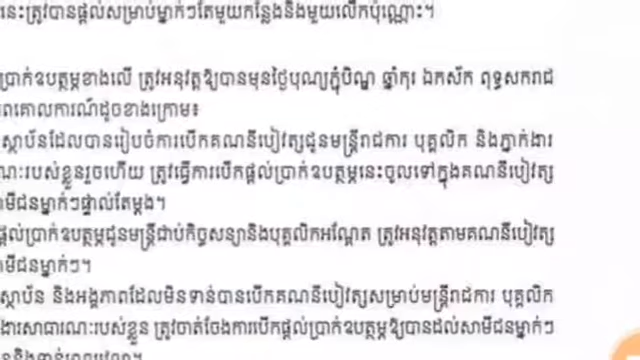 នេះត្រូវបានផ្តល់សម្រាប់ម្នាក់ៗតែមួយកន្លែងនិងមួយលើកប៉ុណ្ណោះ។
ប្រាក់ឧបត្ថម្ភខាងលើ ត្រូវអនុវត្តឱ្យបានមុនថ្ងៃបុណ្យភ្ជុំបិណ្ឌ ឆ្នាំកុរ ឯកស័ក ពុទ្ធសករាជ
គោលការណ៍ដូចខាងក្រោម៖
ស្ថាប័នដែលបានរៀបចំការបើកគណនីបៀវត្សជូនមន្ត្រីរាជការ បុគ្គលិក និងភ្នាក់ងារ
របស់ខ្លួនរួចហើយ ត្រូវធ្វើការបើកផ្តល់ប្រាក់ឧបត្ថម្ភនេះចូលទៅក្នុងគណនីបៀវត្ស
សាមីជនម្នាក់ៗផ្ទាល់តែម្តង។
ផ្តល់ប្រាក់ឧបត្ថម្ភជូនមន្ត្រីជាប់កិច្ចសន្យានិងបុគ្គលិកអណ្តែត ត្រូវអនុវត្តតាមគណនីបៀវត្ស
សាមីជនម្នាក់ៗ។
ស្ថាប័ន និងអង្គភាពដែលមិនទាន់បានបើកគណនីបៀវត្សសម្រាប់មន្ត្រីរាជការ បុគ្គលិក
ងារសាធារណៈរបស់ខ្លួន ត្រូវចាត់ចែងការបើកផ្តល់ប្រាក់ឧបត្ថម្ភឱ្យបានដល់សាមីជនម្នាក់ៗ